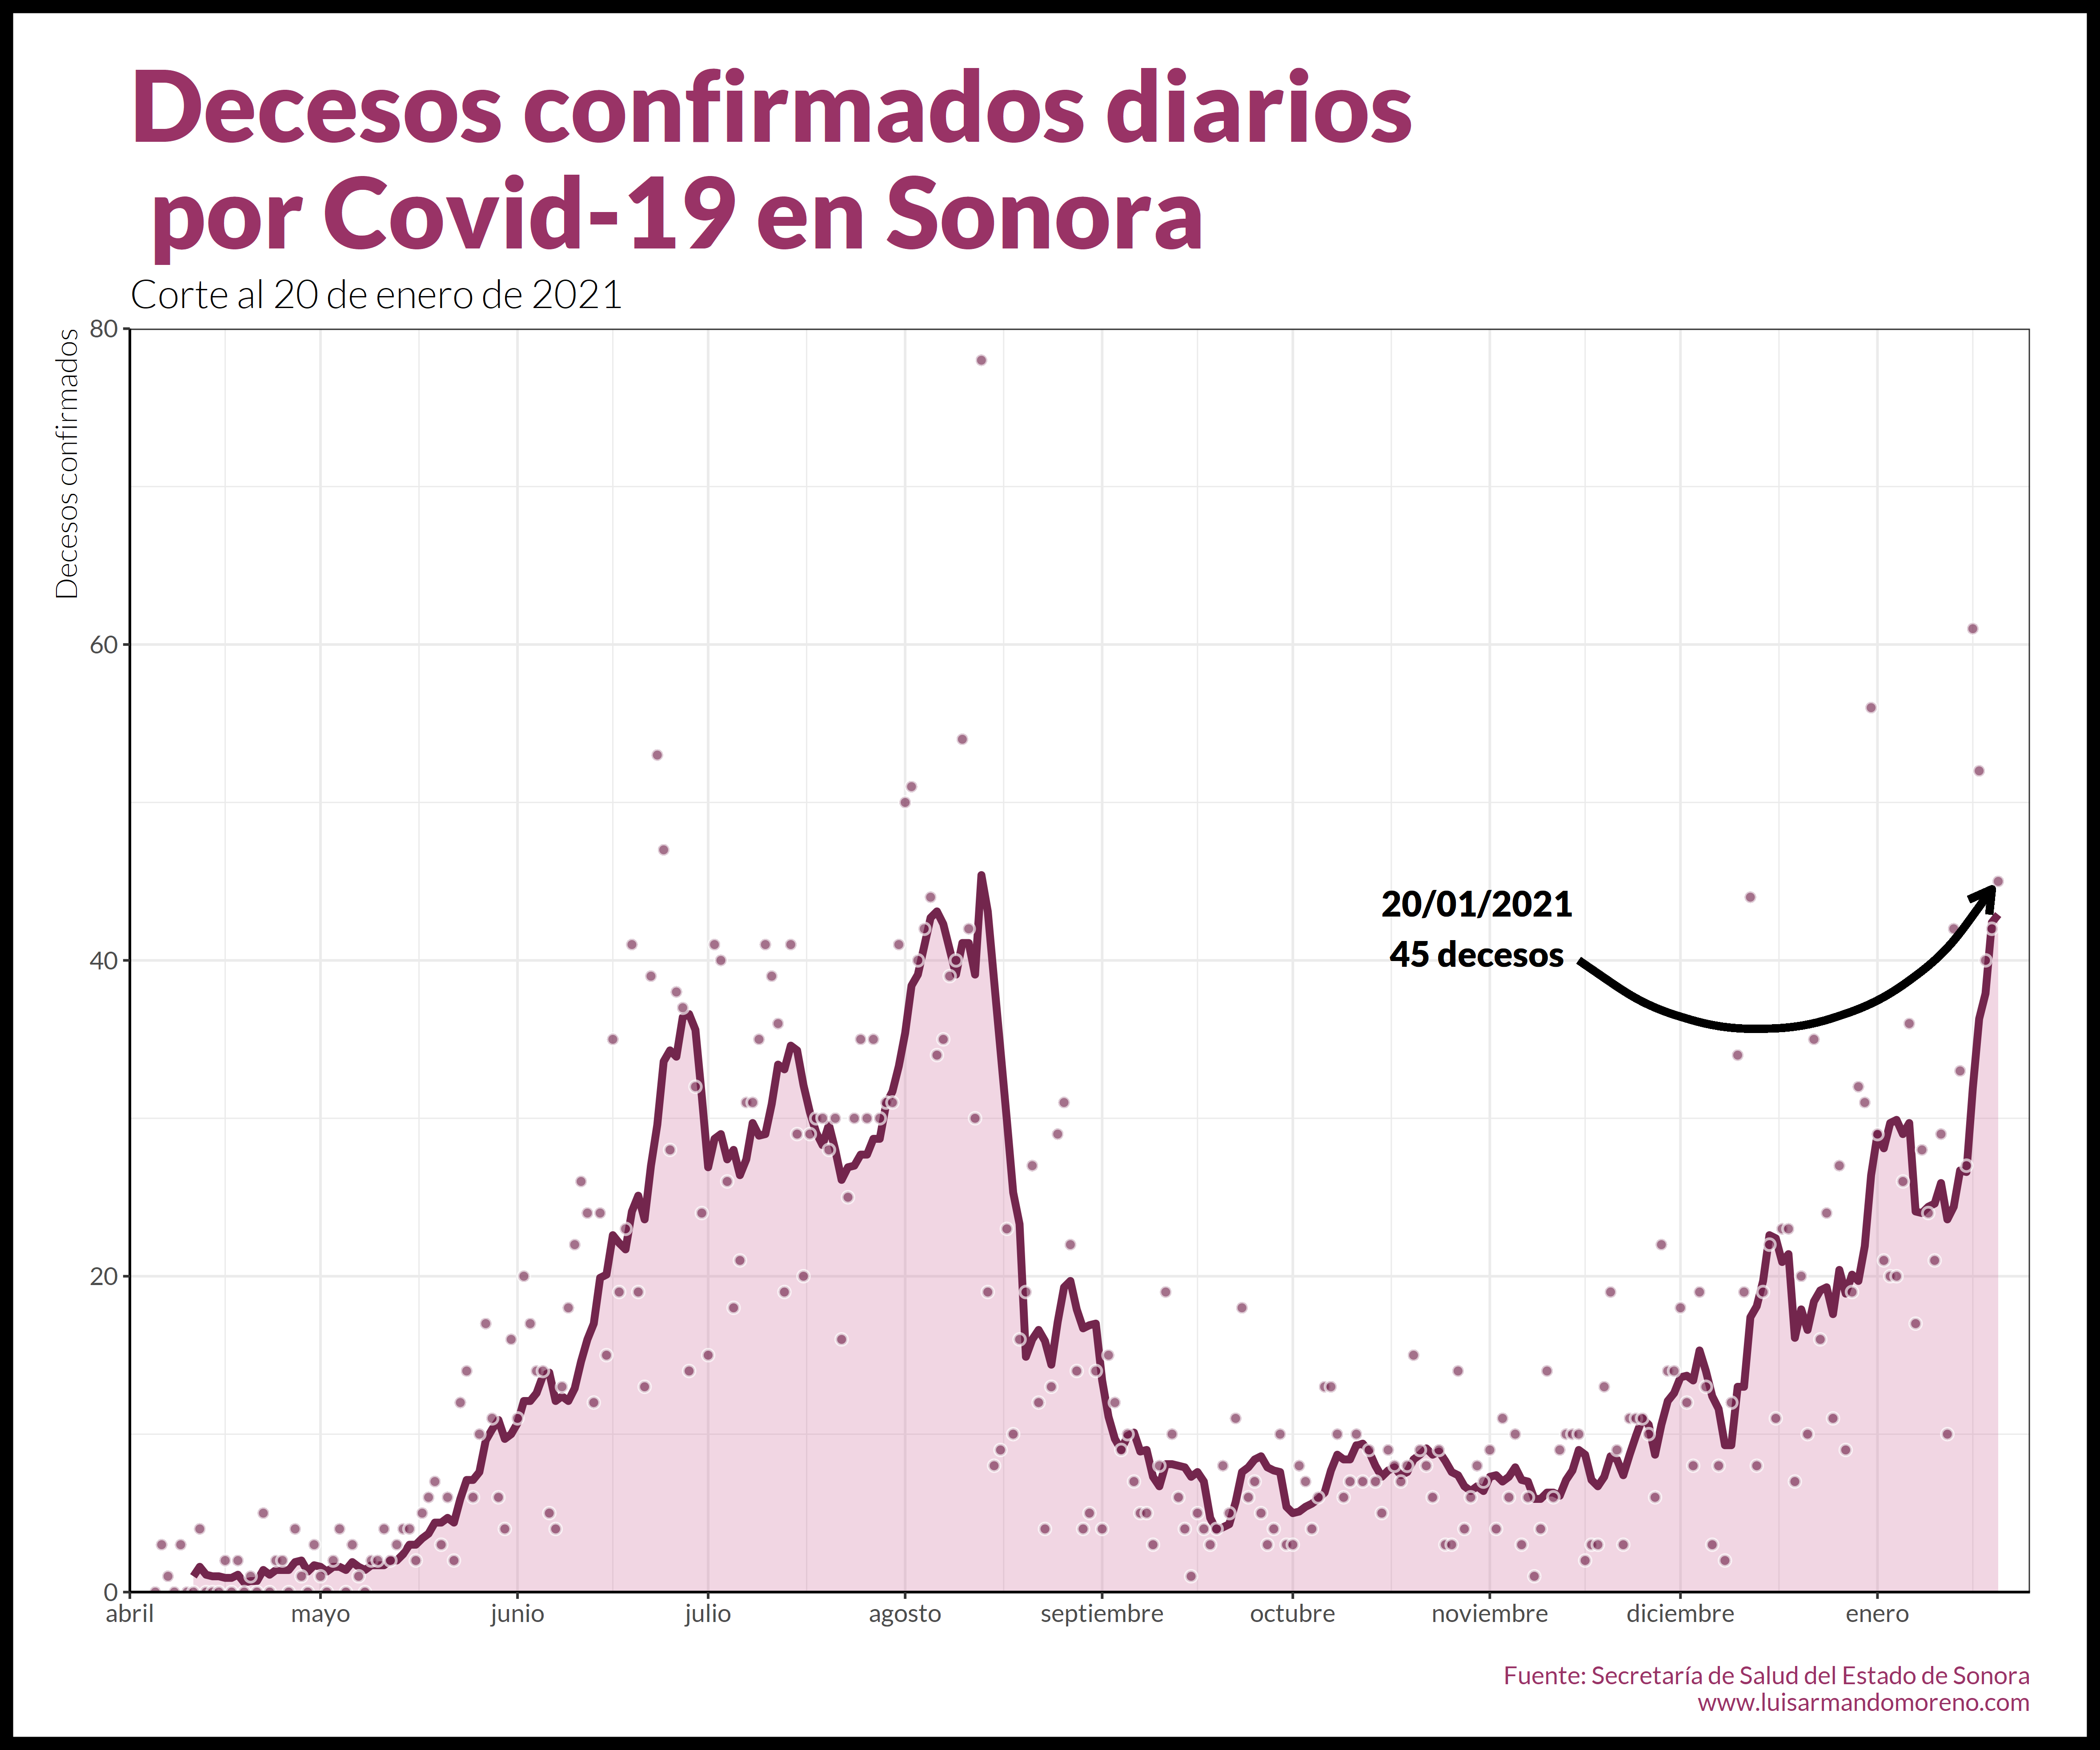 Decesos confirmados diarios
por Covid-19 en Sonora
Corte al 20 de enero de 2021
Decesos confirmados
80
60
40
20
0
20/01/2021
45 decesos
abril mayo junio julio agosto septiembre octubre noviembre diciembre enero
Fuente: Secretaría de Salud del Estado de Sonora
www.luisarmandomoreno.com